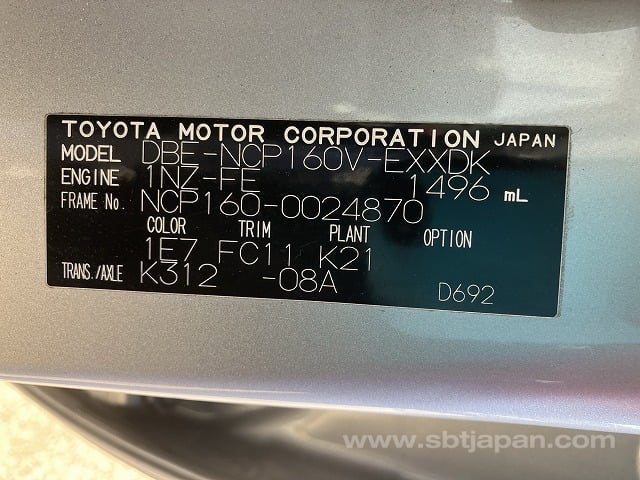 TOYOTA MOTOR CORPORATION JAPAN
MODEL DBE-NCP160V-EXXDK
ENGINE 1NZ-FE 1496 mL
FRAME No. NCP160-0024870
COLOR TRIM PLANT OPTION
1E7 FC11 K21
TRANS./AXLE K312 -08A
D692
www.sbtjapan.com